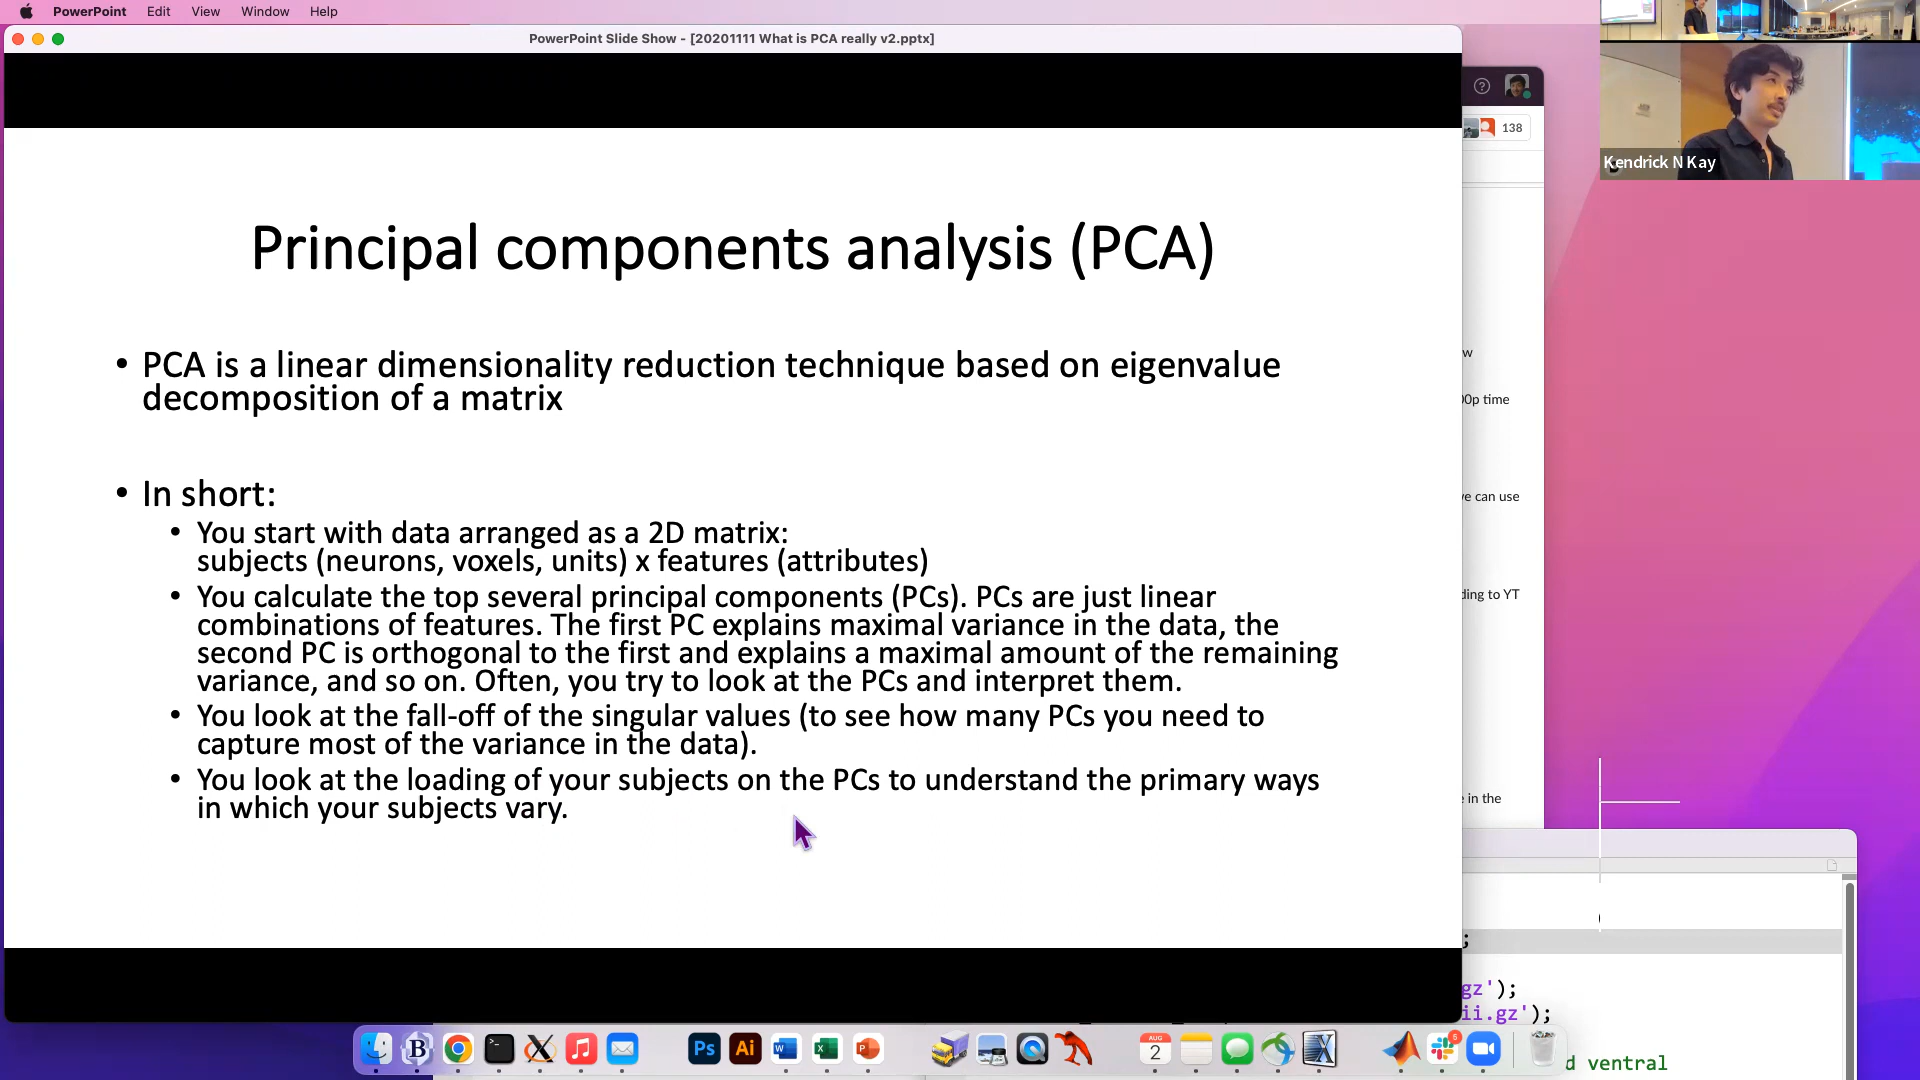 PowerPoint Edit View Window Help
PowerPoint Slide Show - [20201111 What is PCA really v2.pptx]
138
Kendrick N Kay
Principal components analysis (PCA)
• PCA is a linear dimensionality reduction technique based on eigenvalue
decomposition of a matrix
• In short:
• You start with data arranged as a 2D matrix:
subjects (neurons, voxels, units) x features (attributes)
• You calculate the top several principal components (PCs). PCs are just linear
combinations of features. The first PC explains maximal variance in the data, the
second PC is orthogonal to the first and explains a maximal amount of the remaining
variance, and so on. Often, you try to look at the PCs and interpret them.
• You look at the fall-off of the singular values (to see how many PCs you need to
capture most of the variance in the data).
• You look at the loading of your subjects on the PCs to understand the primary ways
in which your subjects vary.
w
00p time
ve can use
ding to YT
e in the
;
gz');
ii.gz');
d ventral
B
Ps
Ai
AUG
2
X